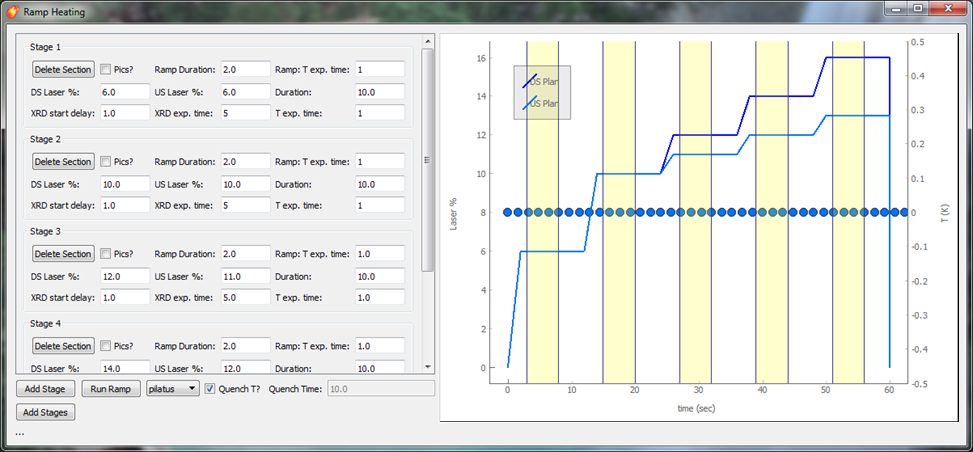 Ramp Heating
Stage 1
Delete Section Pics? Ramp Duration: 2.0 Ramp: T exp. time: 1
DS Laser %: 6.0 US Laser %: 6.0 Duration: 10.0
XRD start delay: 1.0 XRD exp. time: 5 T exp. time: 1
Stage 2
Delete Section Pics? Ramp Duration: 2.0 Ramp: T exp. time: 1
DS Laser %: 10.0 US Laser %: 10.0 Duration: 10.0
XRD start delay: 1.0 XRD exp. time: 5 T exp. time: 1
Stage 3
Delete Section Pics? Ramp Duration: 2.0 Ramp: T exp. time: 1.0
DS Laser %: 12.0 US Laser %: 11.0 Duration: 10.0
XRD start delay: 1.0 XRD exp. time: 5.0 T exp. time: 1.0
Stage 4
Delete Section Pics? Ramp Duration: 2.0 Ramp: T exp. time: 1.0
DS Laser %: 14.0 US Laser %: 12.0 Duration: 10.0
Add Stage Run Ramp pilatus Quench T? Quench Time: 10.0
Add Stages
...
DS Plan
US Plan
Laser %
16
14
12
10
8
6
4
2
0
0 10 20 30 40 50 60
time (sec)
0.5
0.4
0.3
0.2
0.1
0
-0.1
-0.2
-0.3
-0.4
-0.5
T (K)